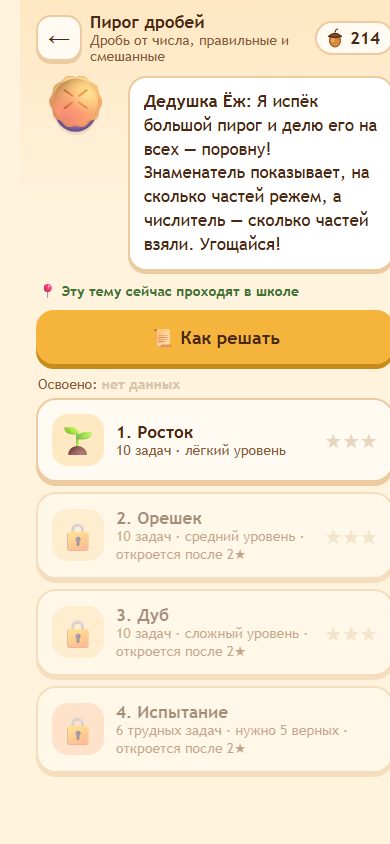 ←
Пирог дробей
Дробь от числа, правильные и
смешанные
214
Дедушка Ёж: Я испёк
большой пирог и делю его на
всех — поровну!
Знаменатель показывает, на
сколько частей режем, а
числитель — сколько частей
взяли. Угощайся!
Эту тему сейчас проходят в школе
Как решать
Освоено: нет данных
1. Росток
10 задач · лёгкий уровень
★★★
2. Орешек
10 задач · средний уровень ·
откроется после 2★
★★★
3. Дуб
10 задач · сложный уровень ·
откроется после 2★
★★★
4. Испытание
6 трудных задач · нужно 5 верных ·
откроется после 2★